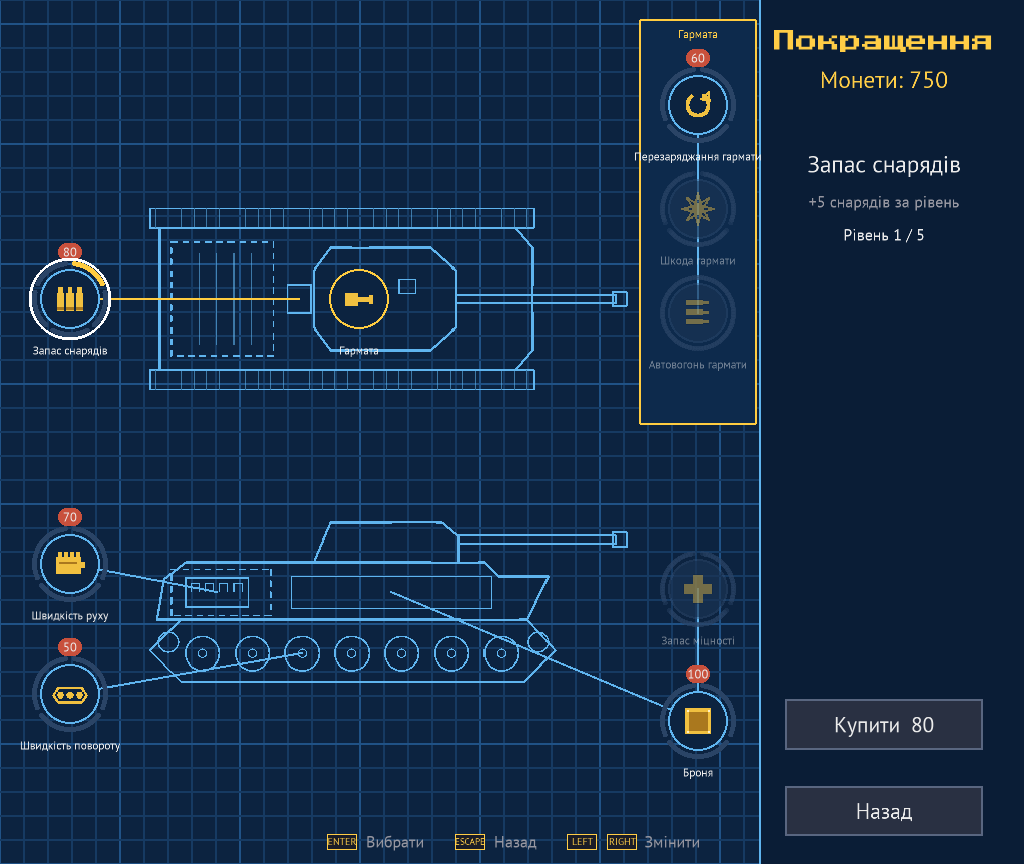 Гармата
60
Перезаряджання гармати
Шкода гармати
Автовогонь гармати
80
Запас снарядів
Гармата
70
Швидкість руху
50
Швидкість повороту
Запас міцності
100
Броня
ENTER Вибрати ESCAPE Назад LEFT RIGHT Змінити
Покращення
Монети: 750
Запас снарядів
+5 снарядів за рівень
Рівень 1 / 5
Купити 80
Назад